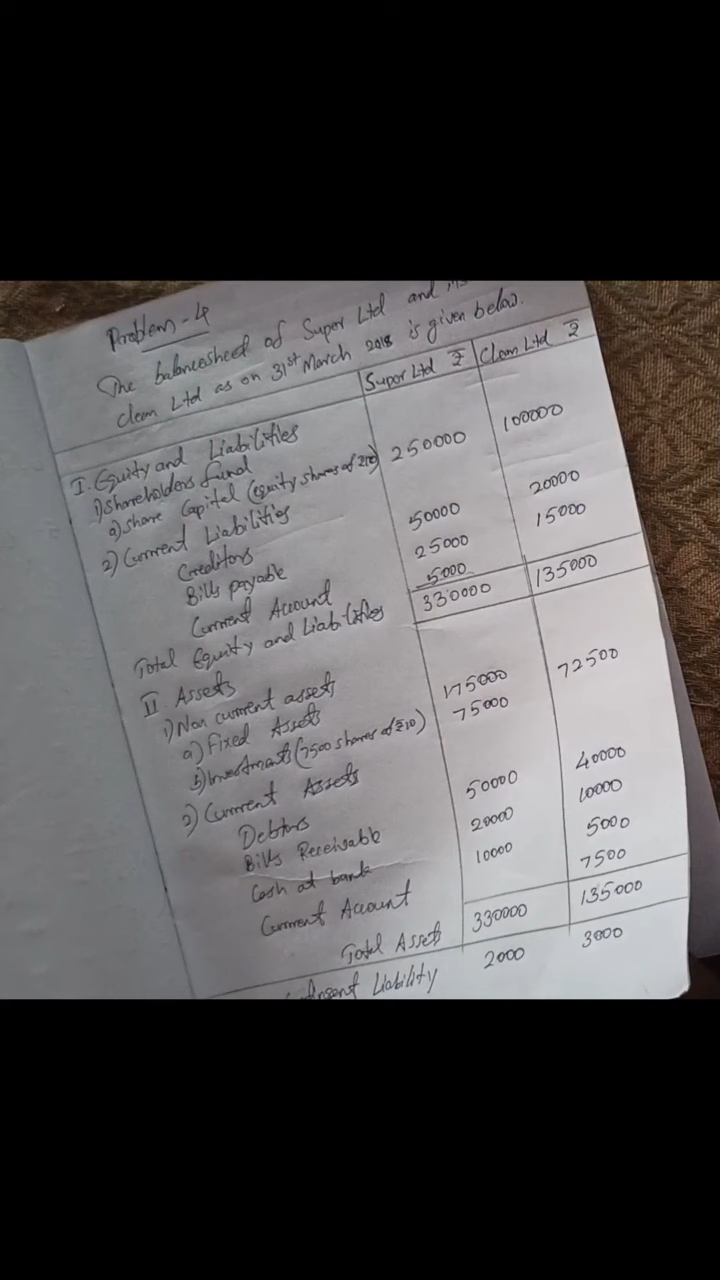 Problem-4
The balancesheet of Super Ltd and
clean Ltd as on 31st March 2018 is given below.
Super Ltd ₹ Clean Ltd ₹
I. Equity and Liabilities
1) Shareholders fund
a) Share Capital (equity shares of ₹10) 250000 100000
2) Current Liabilities
Creditors 50000 20000
Bills payable 25000 15000
Current Account 5000
Total Equity and Liabilities 330000 135000
II Assets
1) Non current assets
a) Fixed Assets 175000 72500
b) Investments (7500 shares of ₹10) 75000
2) Current Assets
Debtors 50000 40000
Bills Receivable 20000 10000
Cash at bank 10000 5000
Current Account 7500
Total Assets 330000 135000
Liability 2000 3000